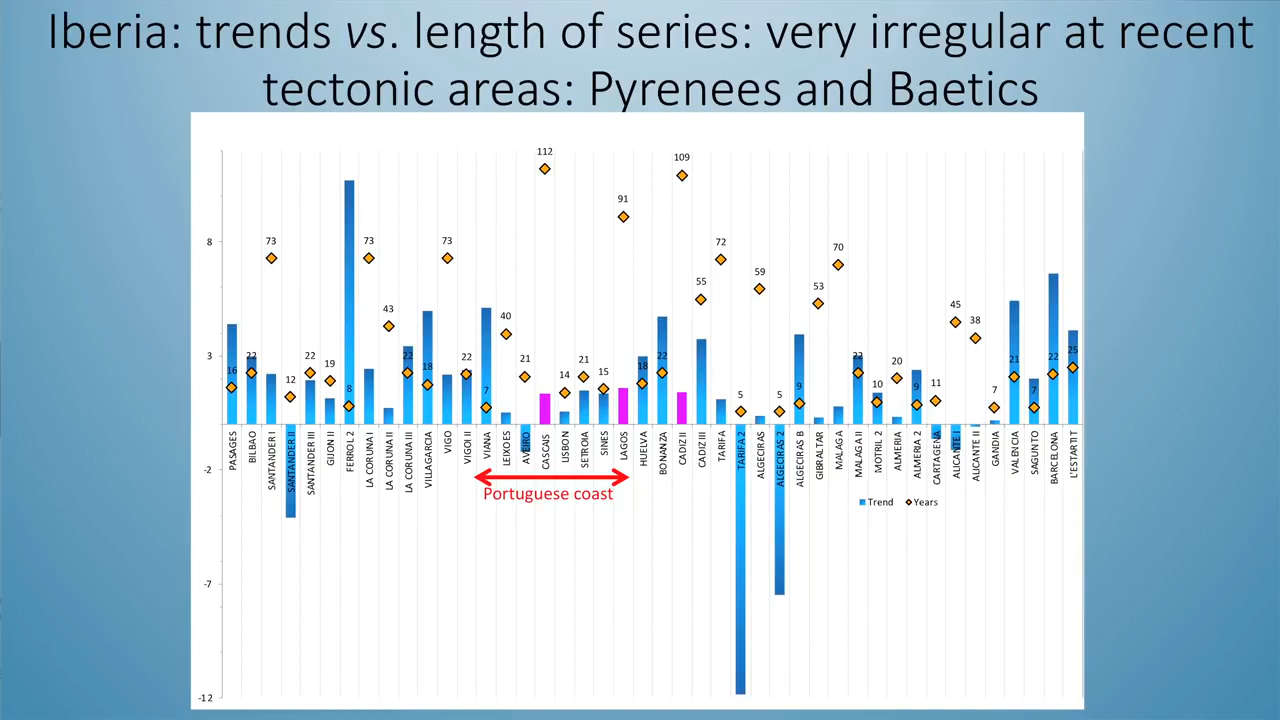 Iberia: trends vs. length of series: very irregular at recent
tectonic areas: Pyrenees and Baetics
112
109
91
8
73
73
73
72
70
59
55
53
43
40
45
38
3
16
22
12
22
19
8
22
18
22
7
21
14
21
15
18
22
5
5
9
22
10
20
9
11
7
21
7
22
25
-2
-7
-12
PASAGES
BILBAO
SANTANDER I
SANTANDER II
SANTANDER III
GIJON II
FERROL 2
LA CORUNA I
LA CORUNA II
LA CORUNA III
VILLAGARCIA
VIGO
VIGOI II
VIANA
LEIXOES
AVEIRO
CASCAIS
LISBON
SETROIA
SINES
LAGOS
HUELVA
BONANZA
CADIZ II
CADIZ III
TARIFA
TARIFA 2
ALGECIRAS
ALGECIRAS 2
ALGECIRAS B
GIBRALTAR
MALAGA
MALAGA II
MOTRIL 2
ALMERIA
ALMERIA 2
CARTAGENA
ALICANTE I
ALICANTE II
GANDIA
VALENCIA
SAGUNTO
BARCELONA
L'ESTARTIT
Portuguese coast
Trend
Years